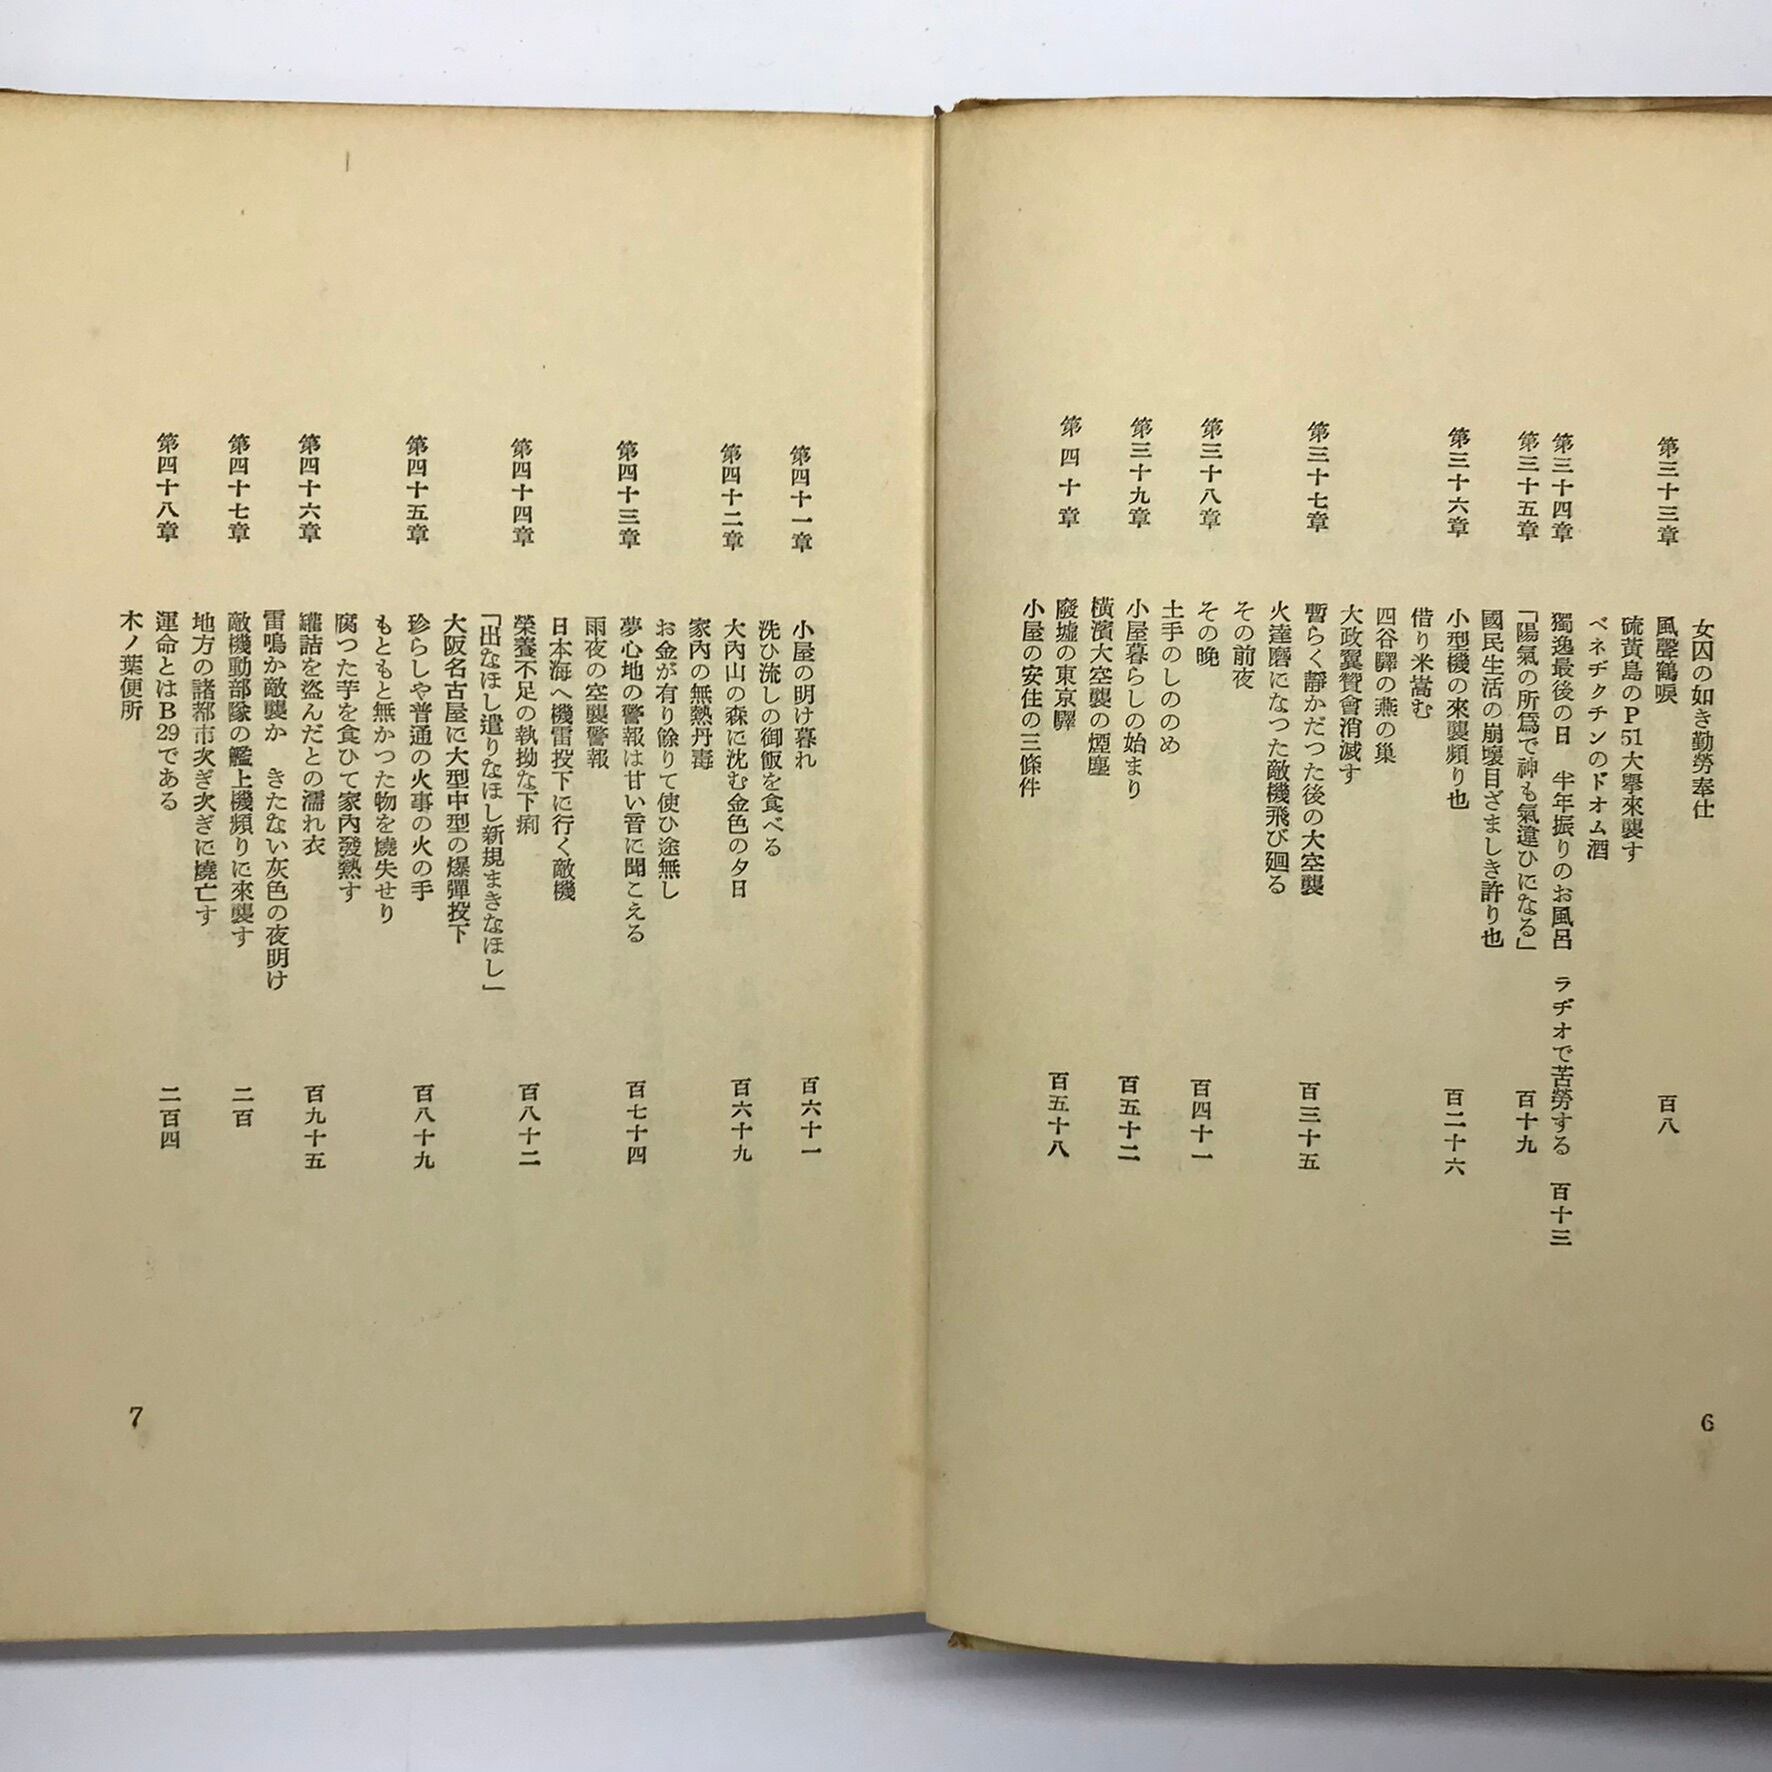 女囚の如き勤勞奉仕
第三十三章 風聲鶴唳 百八
硫黃島のP51大擧來襲す
ベネヂクチンのドオム酒
第三十四章 獨逸最後の日 半年振りのお風呂 ラヂオで苦勞する 百十三
第三十五章 「陽氣の所爲で神も氣違ひになる」 百十九
國民生活の崩壞目ざましき許り也
第三十六章 小型機の來襲頻り也 百二十六
借り米嵩む
四谷驛の燕の巢
大政翼贊會消滅す
第三十七章 暫らく靜かだつた後の大空襲 百三十五
火達磨になつた敵機飛び廻る
その前夜
第三十八章 その晩 百四十一
土手のしののめ
第三十九章 小屋暮らしの始まり 百五十二
橫濱大空襲の煙塵
第四十章 廢墟の東京驛 百五十八
小屋の安住の三條件
6
第四十一章 小屋の明け暮れ 百六十一
洗ひ流しの御飯を食べる
第四十二章 大內山の森に沈む金色の夕日 百六十九
家內の無熱丹毒
お金が有り餘りて使ひ途無し
第四十三章 夢心地の警報は甘い音に聞こえる 百七十四
雨夜の空襲警報
日本海へ機雷投下に行く敵機
第四十四章 榮養不足の執拗な下痢 百八十二
「出なほし遣りなほし新規まきなほし」
大阪名古屋に大型中型の爆彈投下
第四十五章 珍らしや普通の火事の火の手 百八十九
もともと無かつた物を燒失せり
腐つた芋を食ひて家內發熱す
第四十六章 罐詰を盜んだとの濡れ衣 百九十五
雷鳴か敵襲か きたない灰色の夜明け
第四十七章 敵機動部隊の艦上機頻りに來襲す 二百
地方の諸都市次ぎ次ぎに燒亡す
第四十八章 運命とはB29である 二百四
木ノ葉便所
7